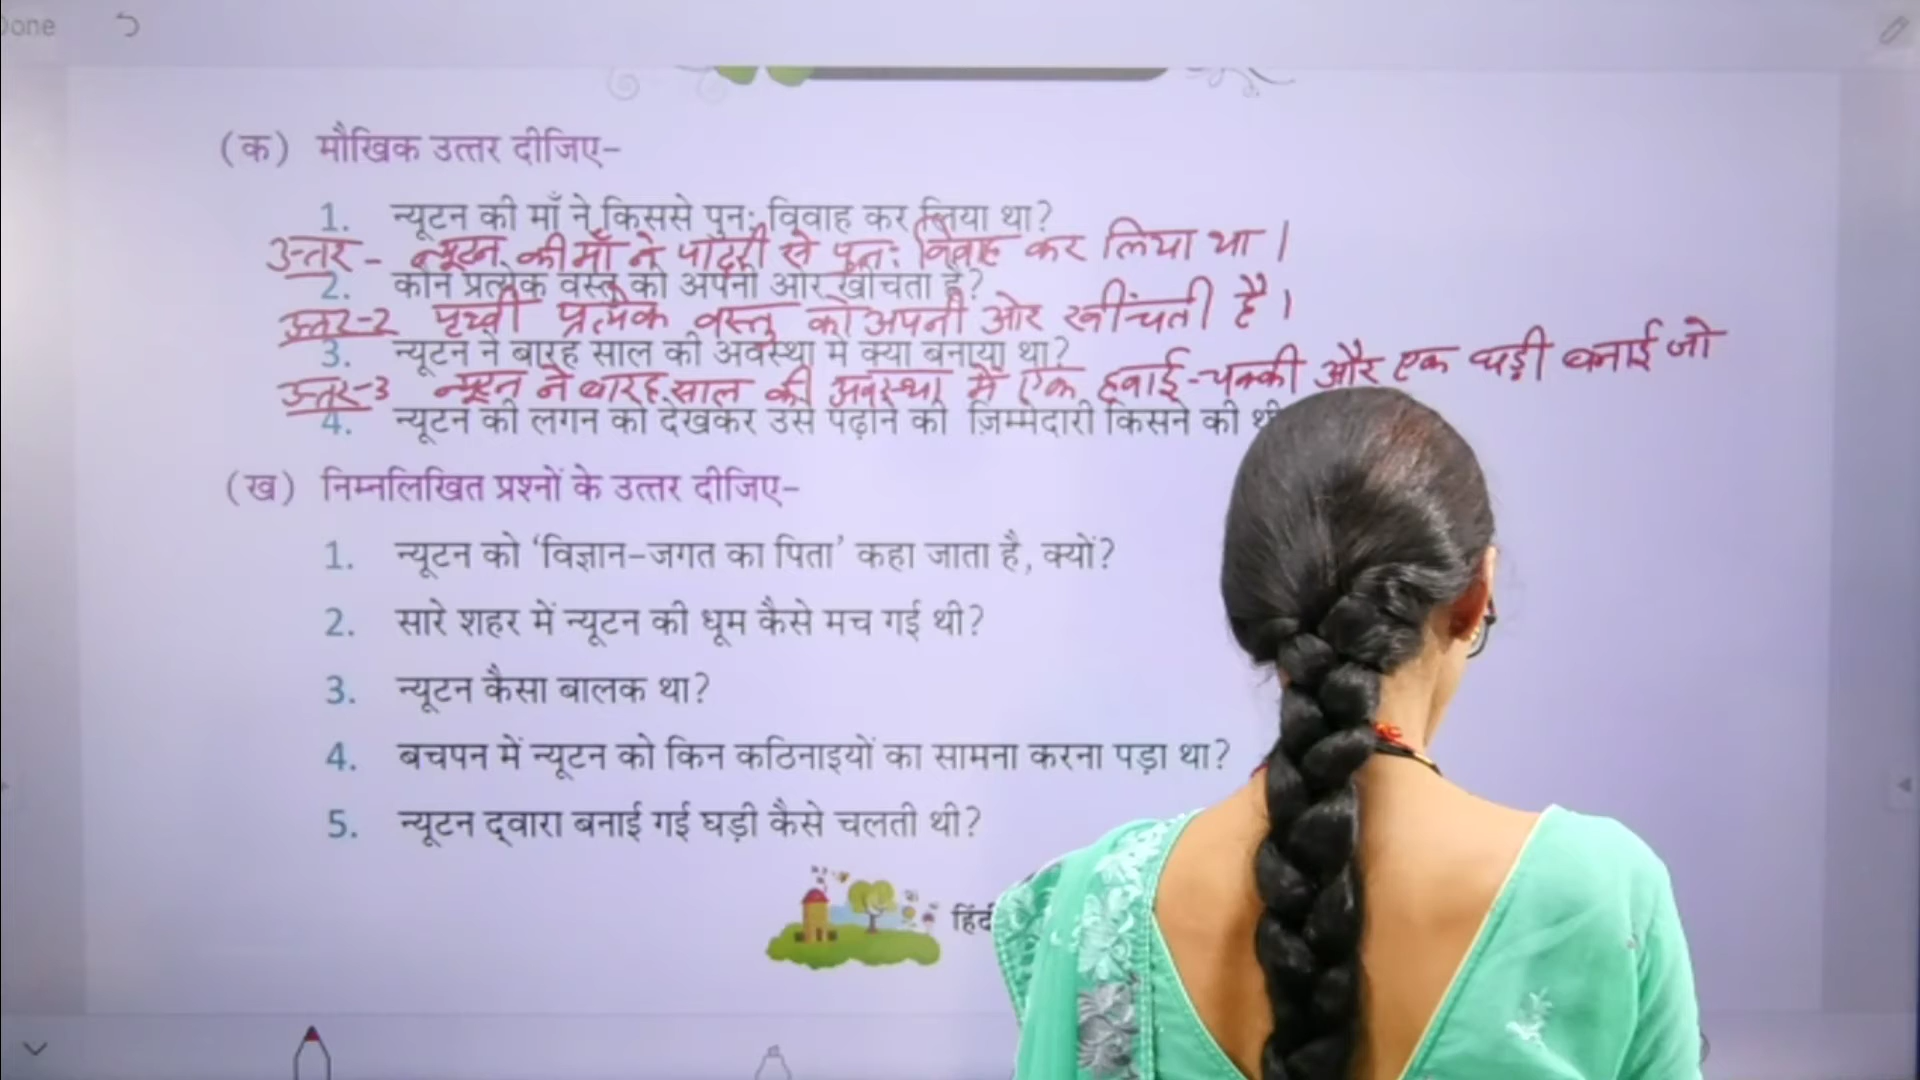 Done
(क) मौखिक उत्तर दीजिए–
1. न्यूटन की माँ ने किससे पुनः विवाह कर लिया था?
उत्तर - न्यूटन की माँ ने पादरी से पुनः विवाह कर लिया था।
2. कौन प्रत्येक वस्तु को अपनी ओर खींचता है?
उत्तर-2 पृथ्वी प्रत्येक वस्तु को अपनी ओर खींचती है।
3. न्यूटन ने बारह साल की अवस्था में क्या बनाया था?
उत्तर-3 न्यूटन ने बारह साल की अवस्था में एक हवाई-चक्की और एक घड़ी बनाई जो
4. न्यूटन की लगन को देखकर उसे पढ़ाने की ज़िम्मेदारी किसने की
(ख) निम्नलिखित प्रश्नों के उत्तर दीजिए–
1. न्यूटन को ‘विज्ञान–जगत का पिता’ कहा जाता है, क्यों?
2. सारे शहर में न्यूटन की धूम कैसे मच गई थी?
3. न्यूटन कैसा बालक था?
4. बचपन में न्यूटन को किन कठिनाइयों का सामना करना पड़ा था?
5. न्यूटन द्वारा बनाई गई घड़ी कैसे चलती थी?